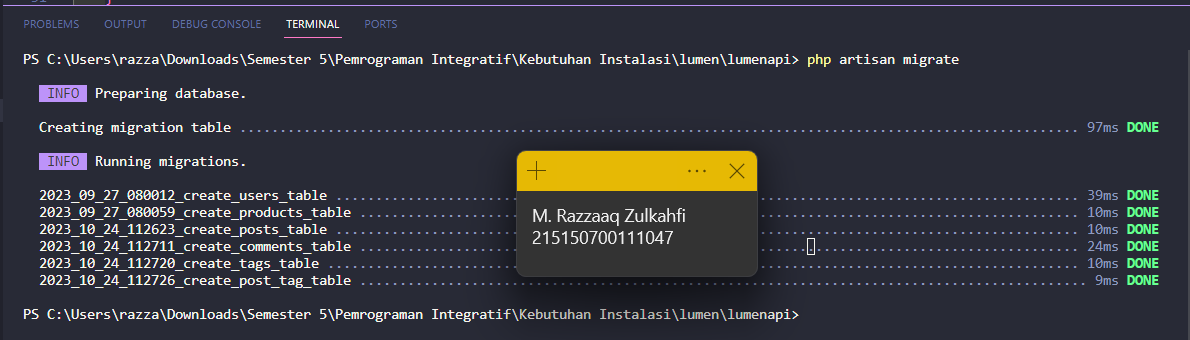 PROBLEMS OUTPUT DEBUG CONSOLE TERMINAL PORTS
PS C:\Users\razza\Downloads\Semester 5\Pemrograman Integratif\Kebutuhan Instalasi\lumen\lumenapi> php artisan migrate
INFO Preparing database.
Creating migration table ........ 97ms DONE
INFO Running migrations.
2023_09_27_080012_create_users_table ........ 39ms DONE
2023_09_27_080059_create_products_table ........ 10ms DONE
2023_10_24_112623_create_posts_table ........ 10ms DONE
2023_10_24_112711_create_comments_table ........ 24ms DONE
2023_10_24_112720_create_tags_table ........ 10ms DONE
2023_10_24_112726_create_post_tag_table ........ 9ms DONE
PS C:\Users\razza\Downloads\Semester 5\Pemrograman Integratif\Kebutuhan Instalasi\lumen\lumenapi>
M. Razzaaq Zulkahfi
215150700111047